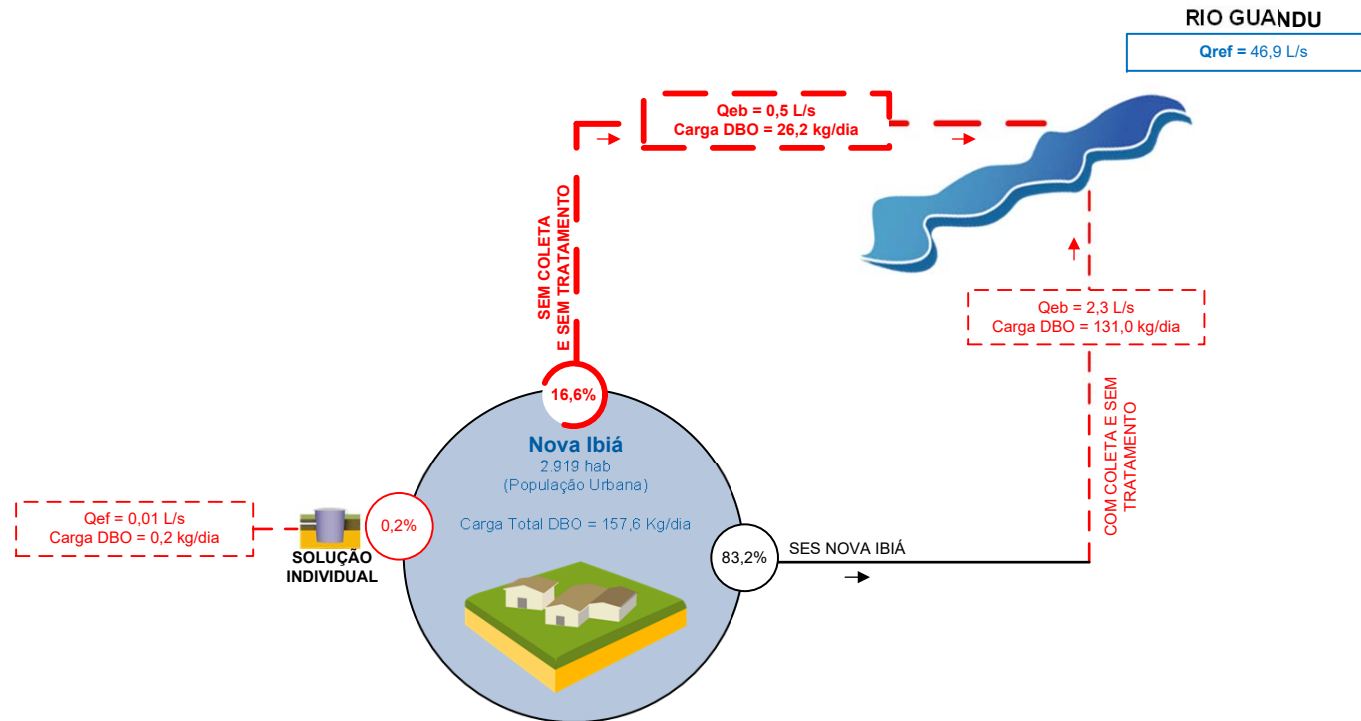 RIO GUANDU
Qref = 46,9 L/s
Qeb = 0,5 L/s
Carga DBO = 26,2 kg/dia
SEM COLETA
E SEM TRATAMENTO
Qeb = 2,3 L/s
Carga DBO = 131,0 kg/dia
COM COLETA E SEM
TRATAMENTO
16,6%
Nova Ibiá
2.919 hab
(População Urbana)
Carga Total DBO = 157,6 Kg/dia
Qef = 0,01 L/s
Carga DBO = 0,2 kg/dia
SOLUÇÃO
INDIVIDUAL
0,2%
83,2%
SES NOVA IBIÁ